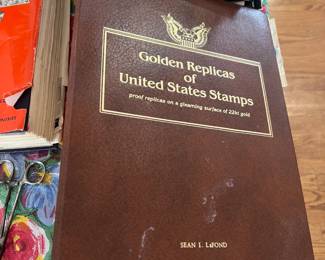 Golden Replicas
of
United States Stamps
proof replicas on a gleaming surface of 22kt gold
SEAN I. LaFOND